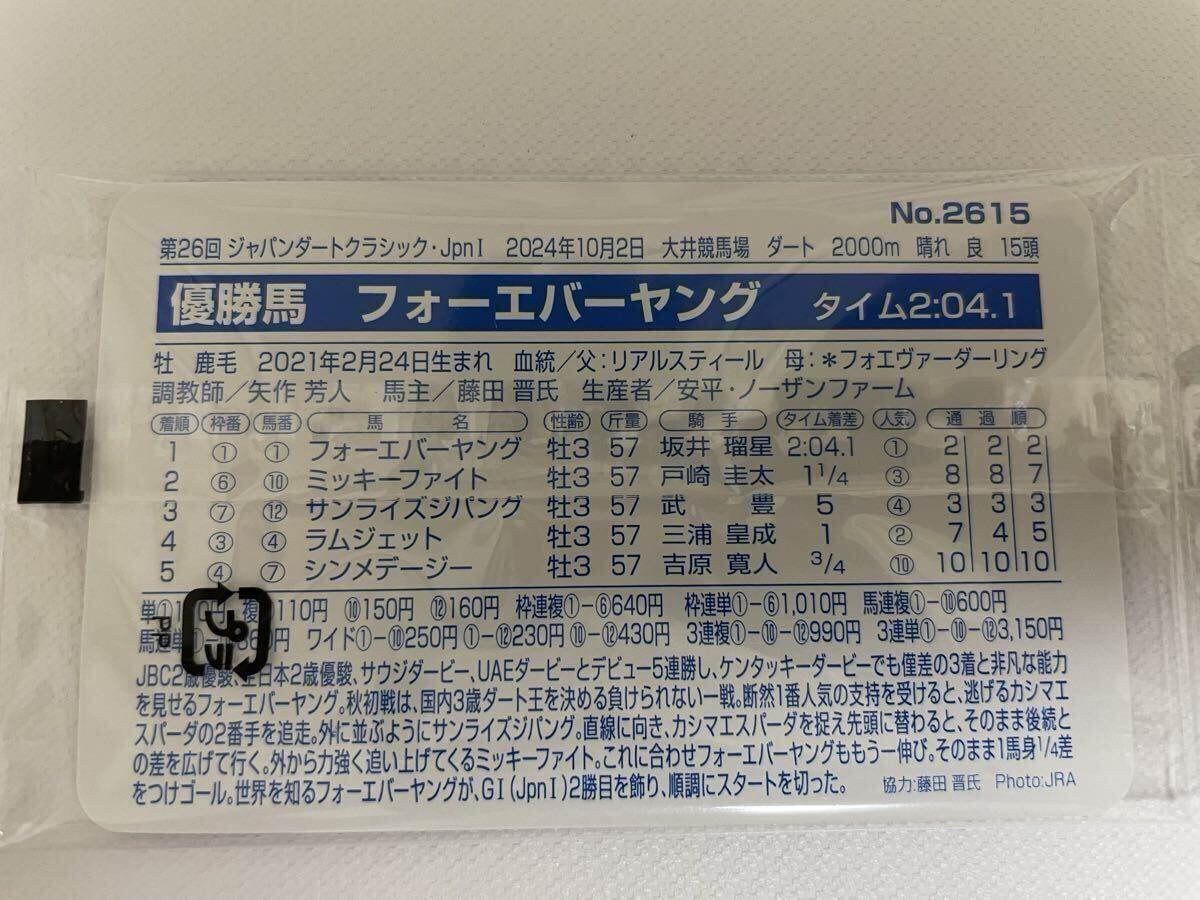 No.2615
第26回 ジャパンダートクラシック・JpnI 2024年10月2日 大井競馬場 ダート 2000m 晴れ 良 15頭
優勝馬 フォーエバーヤング タイム2:04.1
牡 鹿毛 2021年2月24日生まれ 血統/父:リアルスティール 母:＊フォエヴァーダーリング
調教師/矢作 芳人 馬主/藤田 晋氏 生産者/安平・ノーザンファーム
着順 枠番 馬番 馬名 性齢 斤量 騎手 タイム着差 人気 通過順
1 ① ① フォーエバーヤング 牡3 57 坂井 瑠星 2:04.1 ① 2 2 2
2 ⑥ ⑩ ミッキーファイト 牡3 57 戸崎 圭太 1 1/4 ③ 8 8 7
3 ⑦ ⑫ サンライズジパング 牡3 57 武 豊 5 ④ 3 3 3
4 ③ ④ ラムジェット 牡3 57 三浦 皇成 1 ② 7 4 5
5 ④ ⑦ シンメデージー 牡3 57 吉原 寛人 3/4 ⑩ 10 10 10
単① 円 複 110円 ⑩150円 ⑫160円 枠連複①-⑥640円 枠連単①-⑥1,010円 馬連複①-⑩600円
馬連単① 円 ワイド①-⑩250円 ①-⑫230円 ⑩-⑫430円 3連複①-⑩-⑫990円 3連単①-⑩-⑫3,150円
JBC2歳優駿、全日本2歳優駿、サウジダービー、UAEダービーとデビュー5連勝し、ケンタッキーダービーでも僅差の3着と非凡な能力
を見せるフォーエバーヤング。秋初戦は、国内3歳ダート王を決める負けられない一戦。断然1番人気の支持を受けると、逃げるカシマエ
スパーダの2番手を追走。外に並ぶようにサンライズジパング。直線に向き、カシマエスパーダを捉え先頭に替わると、そのまま後続と
の差を広げて行く。外から力強く追い上げてくるミッキーファイト。これに合わせフォーエバーヤングももう一伸び。そのまま1馬身1/4差
をつけゴール。世界を知るフォーエバーヤングが、GI(JpnI)2勝目を飾り、順調にスタートを切った。
協力:藤田 晋氏 Photo:JRA
プラ
PP